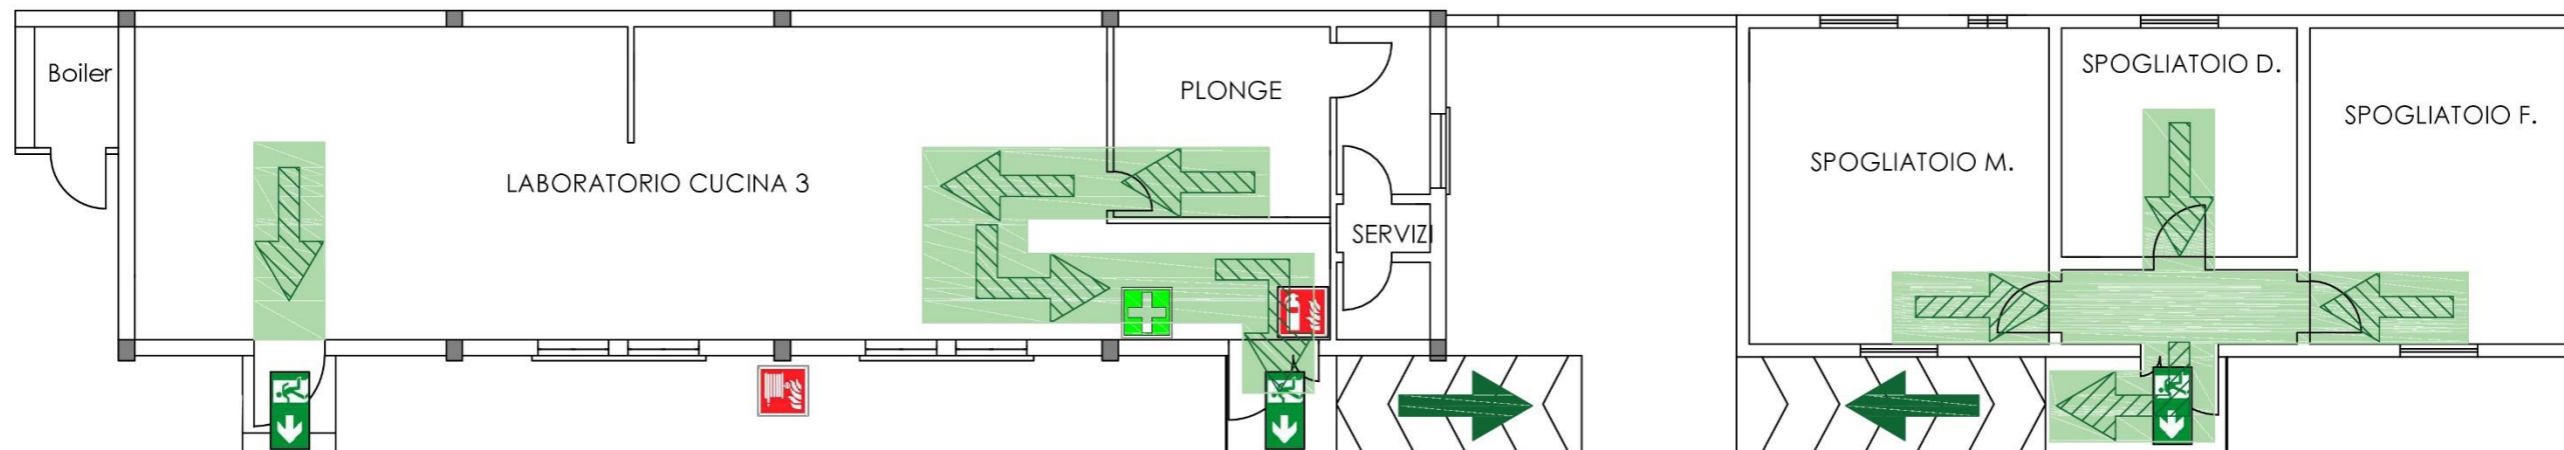 Boiler
LABORATORIO CUCINA 3
PLONGE
SERVIZI
SPOGLIATOIO M.
SPOGLIATOIO D.
SPOGLIATOIO F.